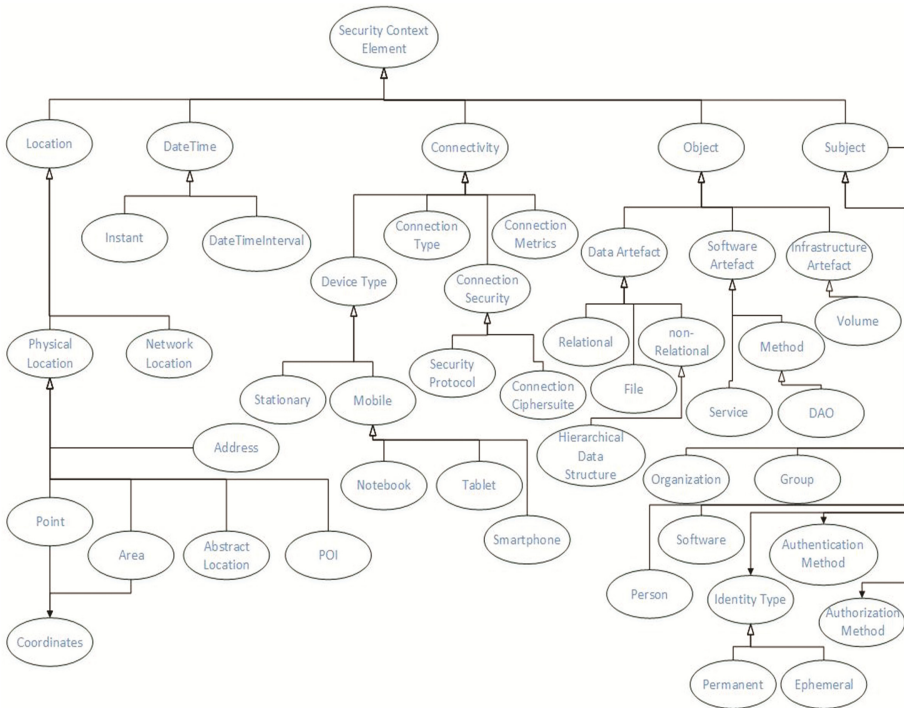 Security Context
Element
Location
DateTime
Connectivity
Object
Subject
Instant
DateTimeInterval
Connection
Type
Connection
Metrics
Data Artefact
Software
Artefact
Infrastructure
Artefact
Device Type
Connection
Security
Volume
Physical
Location
Network
Location
Relational
non-
Relational
Method
Security
Protocol
Connection
Ciphersuite
File
Stationary
Mobile
Service
DAO
Address
Hierarchical
Data
Structure
Notebook
Tablet
Organization
Group
Point
Area
Abstract
Location
POI
Smartphone
Software
Authentication
Method
Person
Identity Type
Authorization
Method
Coordinates
Permanent
Ephemeral